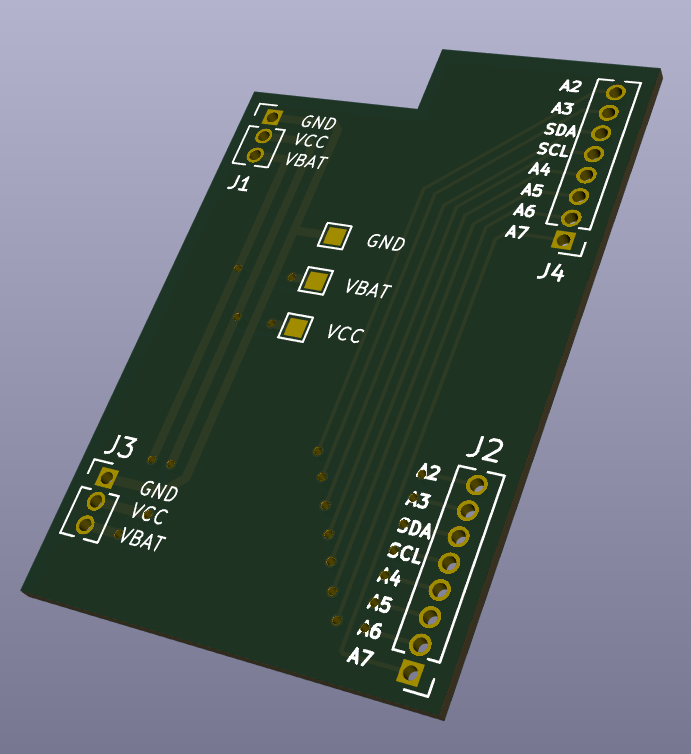 GND
VCC
VBAT
J1
A2
A3
SDA
SCL
A4
A5
A6
A7
J4
GND
VBAT
VCC
J3
GND
VCC
VBAT
J2
A2
A3
SDA
SCL
A4
A5
A6
A7